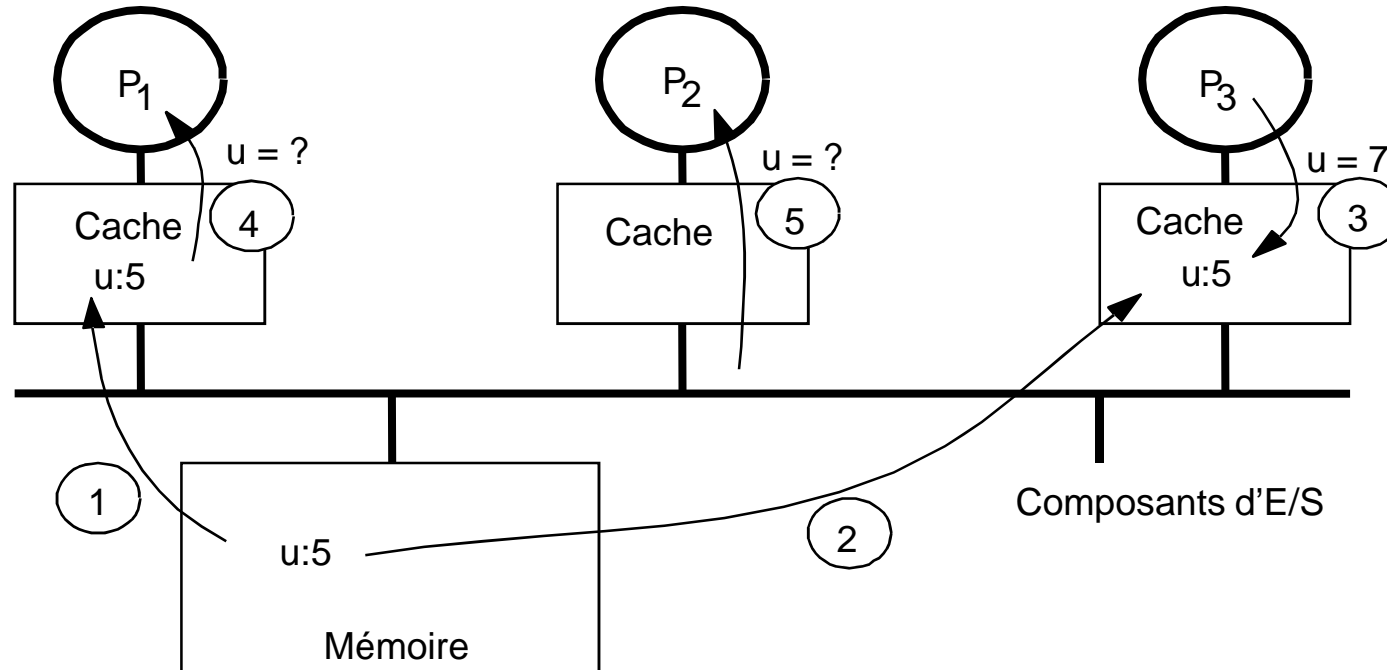 P1
P2
P3
u = ?
u = ?
u = 7
Cache
4
Cache
5
Cache
3
u:5
u:5
1
2
Composants d'E/S
u:5
Mémoire